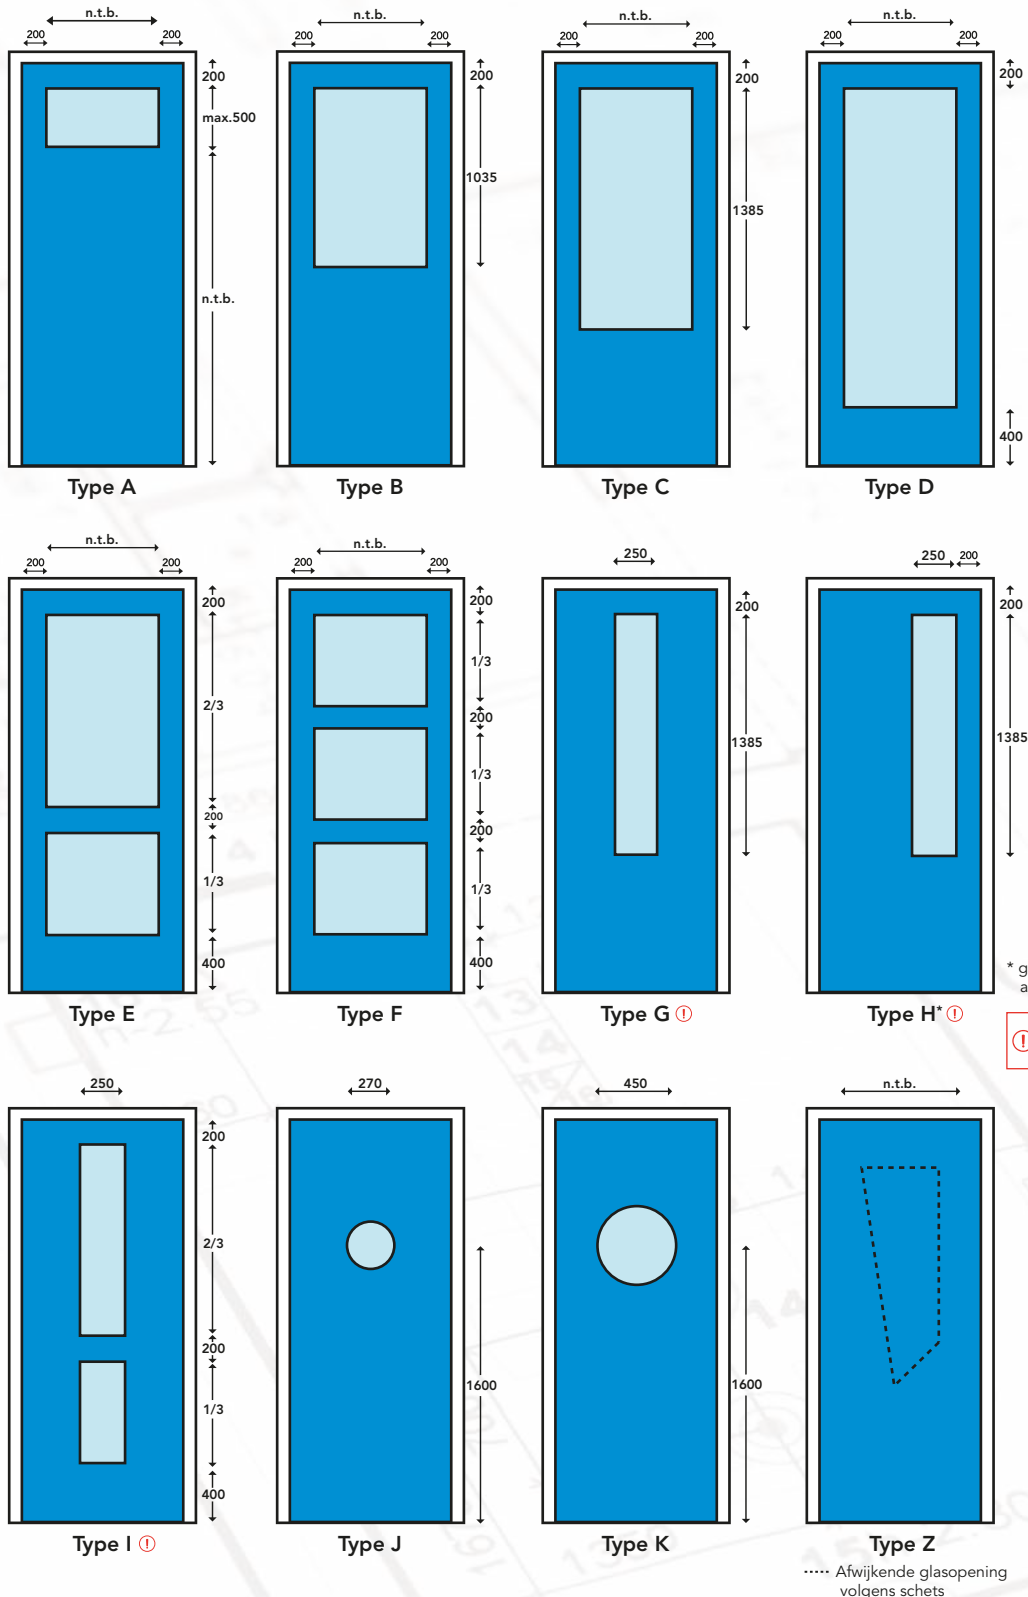 n.t.b.
200 200
200
max.500
n.t.b.
Type A
n.t.b.
200 200
200
1035
Type B
n.t.b.
200 200
200
1385
Type C
n.t.b.
200 200
200
400
Type D
n.t.b.
200 200
200
2/3
200
1/3
400
Type E
n.t.b.
200 200
200
1/3
200
1/3
200
1/3
400
Type F
250
200
1385
Type G (!)
250 200
200
1385
Type H* (!)
* g
a
(!)
250
200
2/3
200
1/3
400
Type I (!)
270
1600
Type J
450
1600
Type K
n.t.b.
Type Z
Afwijkende glasopening
volgens schets